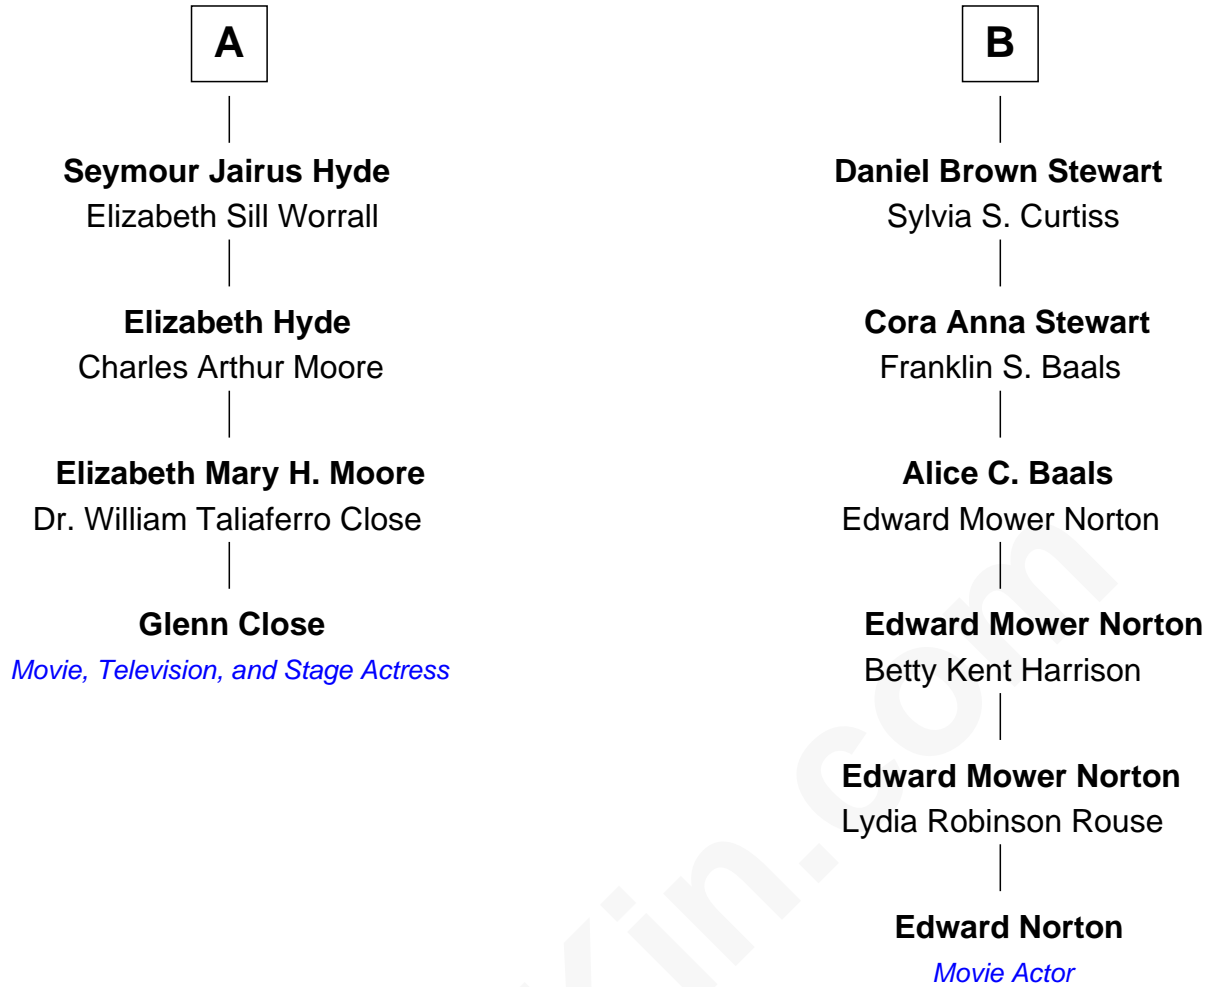 A
Seymour Jairus Hyde
Elizabeth Sill Worrall
Elizabeth Hyde
Charles Arthur Moore
Elizabeth Mary H. Moore
Dr. William Taliaferro Close
Glenn Close
Movie, Television, and Stage Actress
B
Daniel Brown Stewart
Sylvia S. Curtiss
Cora Anna Stewart
Franklin S. Baals
Alice C. Baals
Edward Mower Norton
Edward Mower Norton
Betty Kent Harrison
Edward Mower Norton
Lydia Robinson Rouse
Edward Norton
Movie Actor
Kin.com